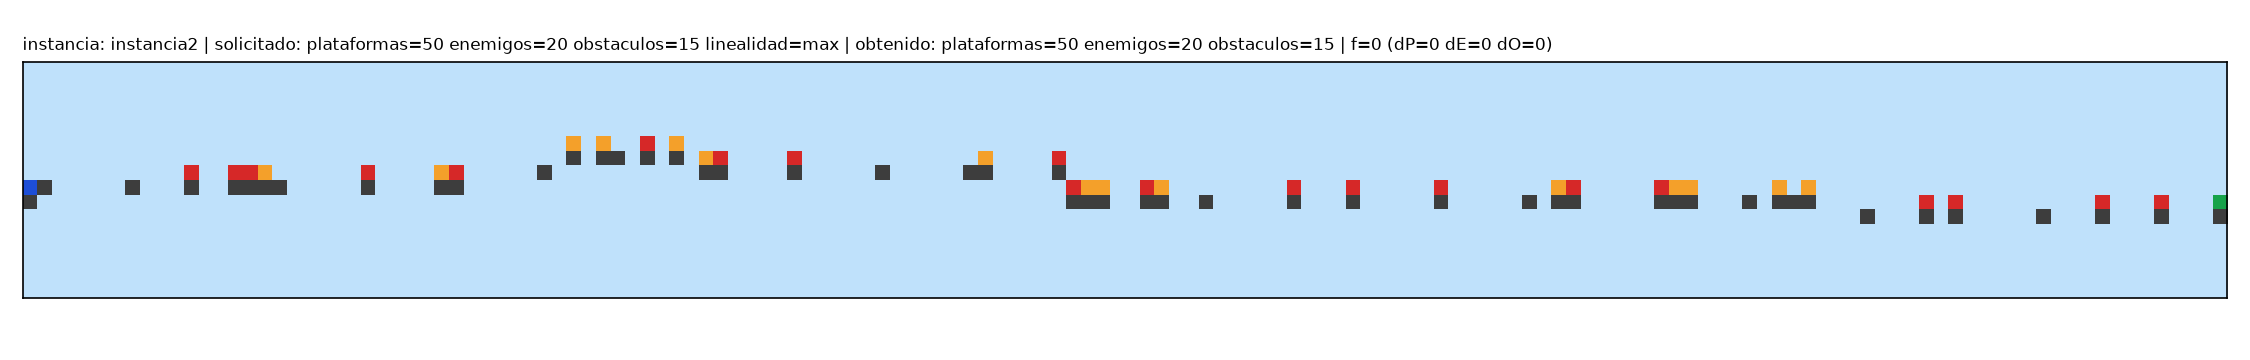 instancia: instancia2 | solicitado: plataformas=50 enemigos=20 obstaculos=15 linealidad=max | obtenido: plataformas=50 enemigos=20 obstaculos=15 | f=0 (dP=0 dE=0 dO=0)